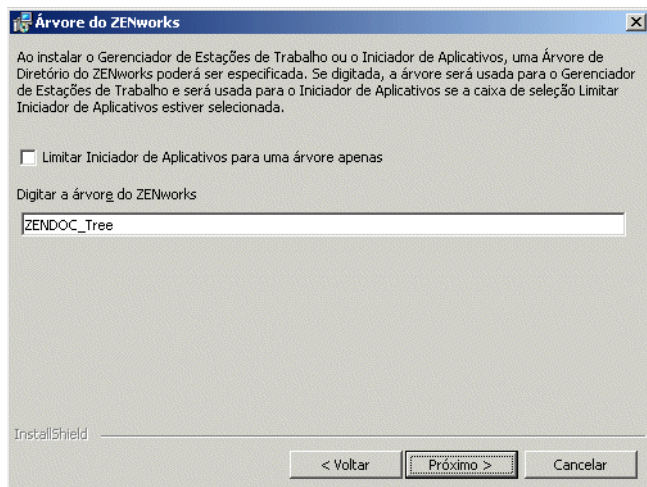 Árvore do ZENworks
Ao instalar o Gerenciador de Estações de Trabalho ou o Iniciador de Aplicativos, uma Árvore de
Diretório do ZENworks poderá ser especificada. Se digitada, a árvore será usada para o Gerenciador
de Estações de Trabalho e será usada para o Iniciador de Aplicativos se a caixa de seleção Limitar
Iniciador de Aplicativos estiver selecionada.
Limitar Iniciador de Aplicativos para uma árvore apenas
Digitar a árvore do ZENworks
ZENDOC_Tree
InstallShield
< Voltar Próximo > Cancelar